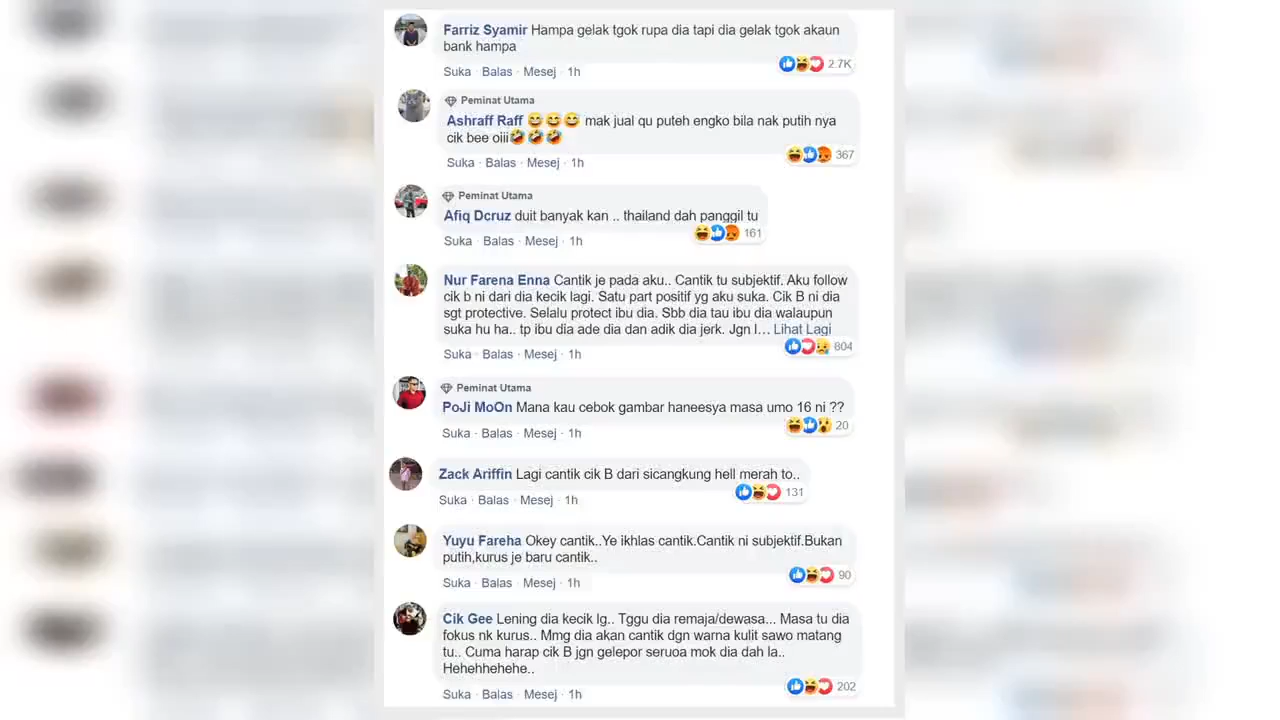 Farriz Syamir Hampa gelak tgok rupa dia tapi dia gelak tgok akaun
bank hampa
Suka · Balas · Mesej · 1h
2.7K
Peminat Utama
Ashraff Raff 😄😄😅 mak jual qu puteh engko bila nak putih nya
cik bee oiii🤣🤣🤣
367
Suka · Balas · Mesej · 1h
Peminat Utama
Afiq Dcruz duit banyak kan .. thailand dah panggil tu
161
Suka · Balas · Mesej · 1h
Nur Farena Enna Cantik je pada aku.. Cantik tu subjektif. Aku follow
cik b ni dari dia kecik lagi. Satu part positif yg aku suka. Cik B ni dia
sgt protective. Selalu protect ibu dia. Sbb dia tau ibu dia walaupun
suka hu ha.. tp ibu dia ade dia dan adik dia jerk. Jgn l... Lihat Lagi
804
Suka · Balas · Mesej · 1h
Peminat Utama
PoJi MoOn Mana kau cebok gambar haneesya masa umo 16 ni ??
20
Suka · Balas · Mesej · 1h
Zack Ariffin Lagi cantik cik B dari sicangkung hell merah to..
131
Suka · Balas · Mesej · 1h
Yuyu Fareha Okey cantik..Ye ikhlas cantik.Cantik ni subjektif.Bukan
putih,kurus je baru cantik..
90
Suka · Balas · Mesej · 1h
Cik Gee Lening dia kecik lg.. Tggu dia remaja/dewasa... Masa tu dia
fokus nk kurus.. Mmg dia akan cantik dgn warna kulit sawo matang
tu.. Cuma harap cik B jgn gelepor seruoa mok dia dah la..
Hehehhehehe..
202
Suka · Balas · Mesej · 1h